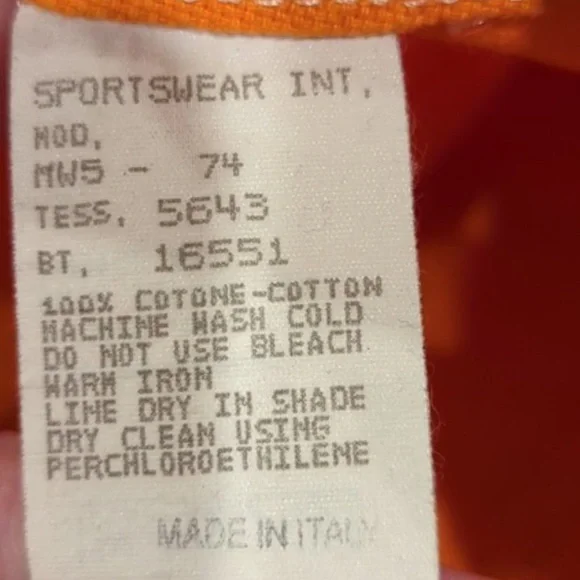 SPORTSWEAR INT,
MOD,
MW5 - 74
TESS. 5643
BT, 16551
100% COTONE-COTTON
MACHINE WASH COLD
DO NOT USE BLEACH
WARM IRON
LINE DRY IN SHADE
DRY CLEAN USING
PERCHLOROETHILENE
MADE IN ITALY